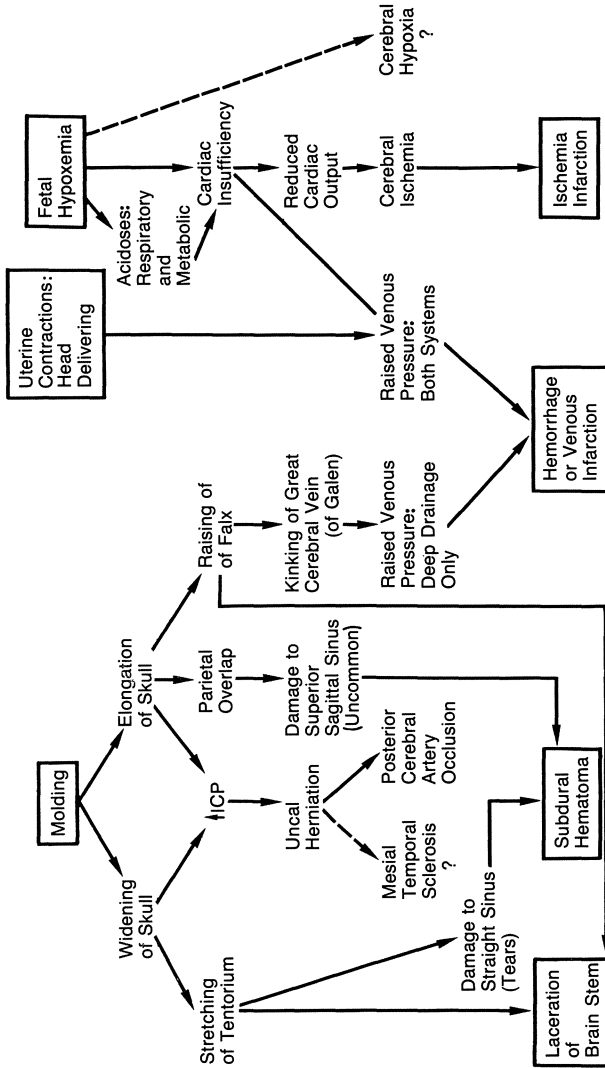 Molding
Uterine
Contractions:
Head
Delivering
Fetal
Hypoxemia
Widening
of Skull
Elongation
of Skull
Acidoses:
Respiratory
and
Metabolic
Stretching
of Tentorium
↑ICP
Parietal
Overlap
Raising of
of Falx
Cardiac
Insufficiency
Uncal
Herniation
Damage to
Superior
Sagittal Sinus
(Uncommon)
Kinking of Great
Cerebral Vein
(of Galen)
Reduced
Cardiac
Output
Mesial
Temporal
Sclerosis
?
Posterior
Cerebral
Artery
Occlusion
Raised Venous
Pressure:
Deep Drainage
Only
Raised Venous
Pressure:
Both Systems
Cerebral
Ischemia
Cerebral
Hypoxia
?
Damage to
Straight Sinus
(Tears)
Laceration
of
Brain Stem
Subdural
Hematoma
Hemorrhage
or Venous
Infarction
Ischemia
Infarction